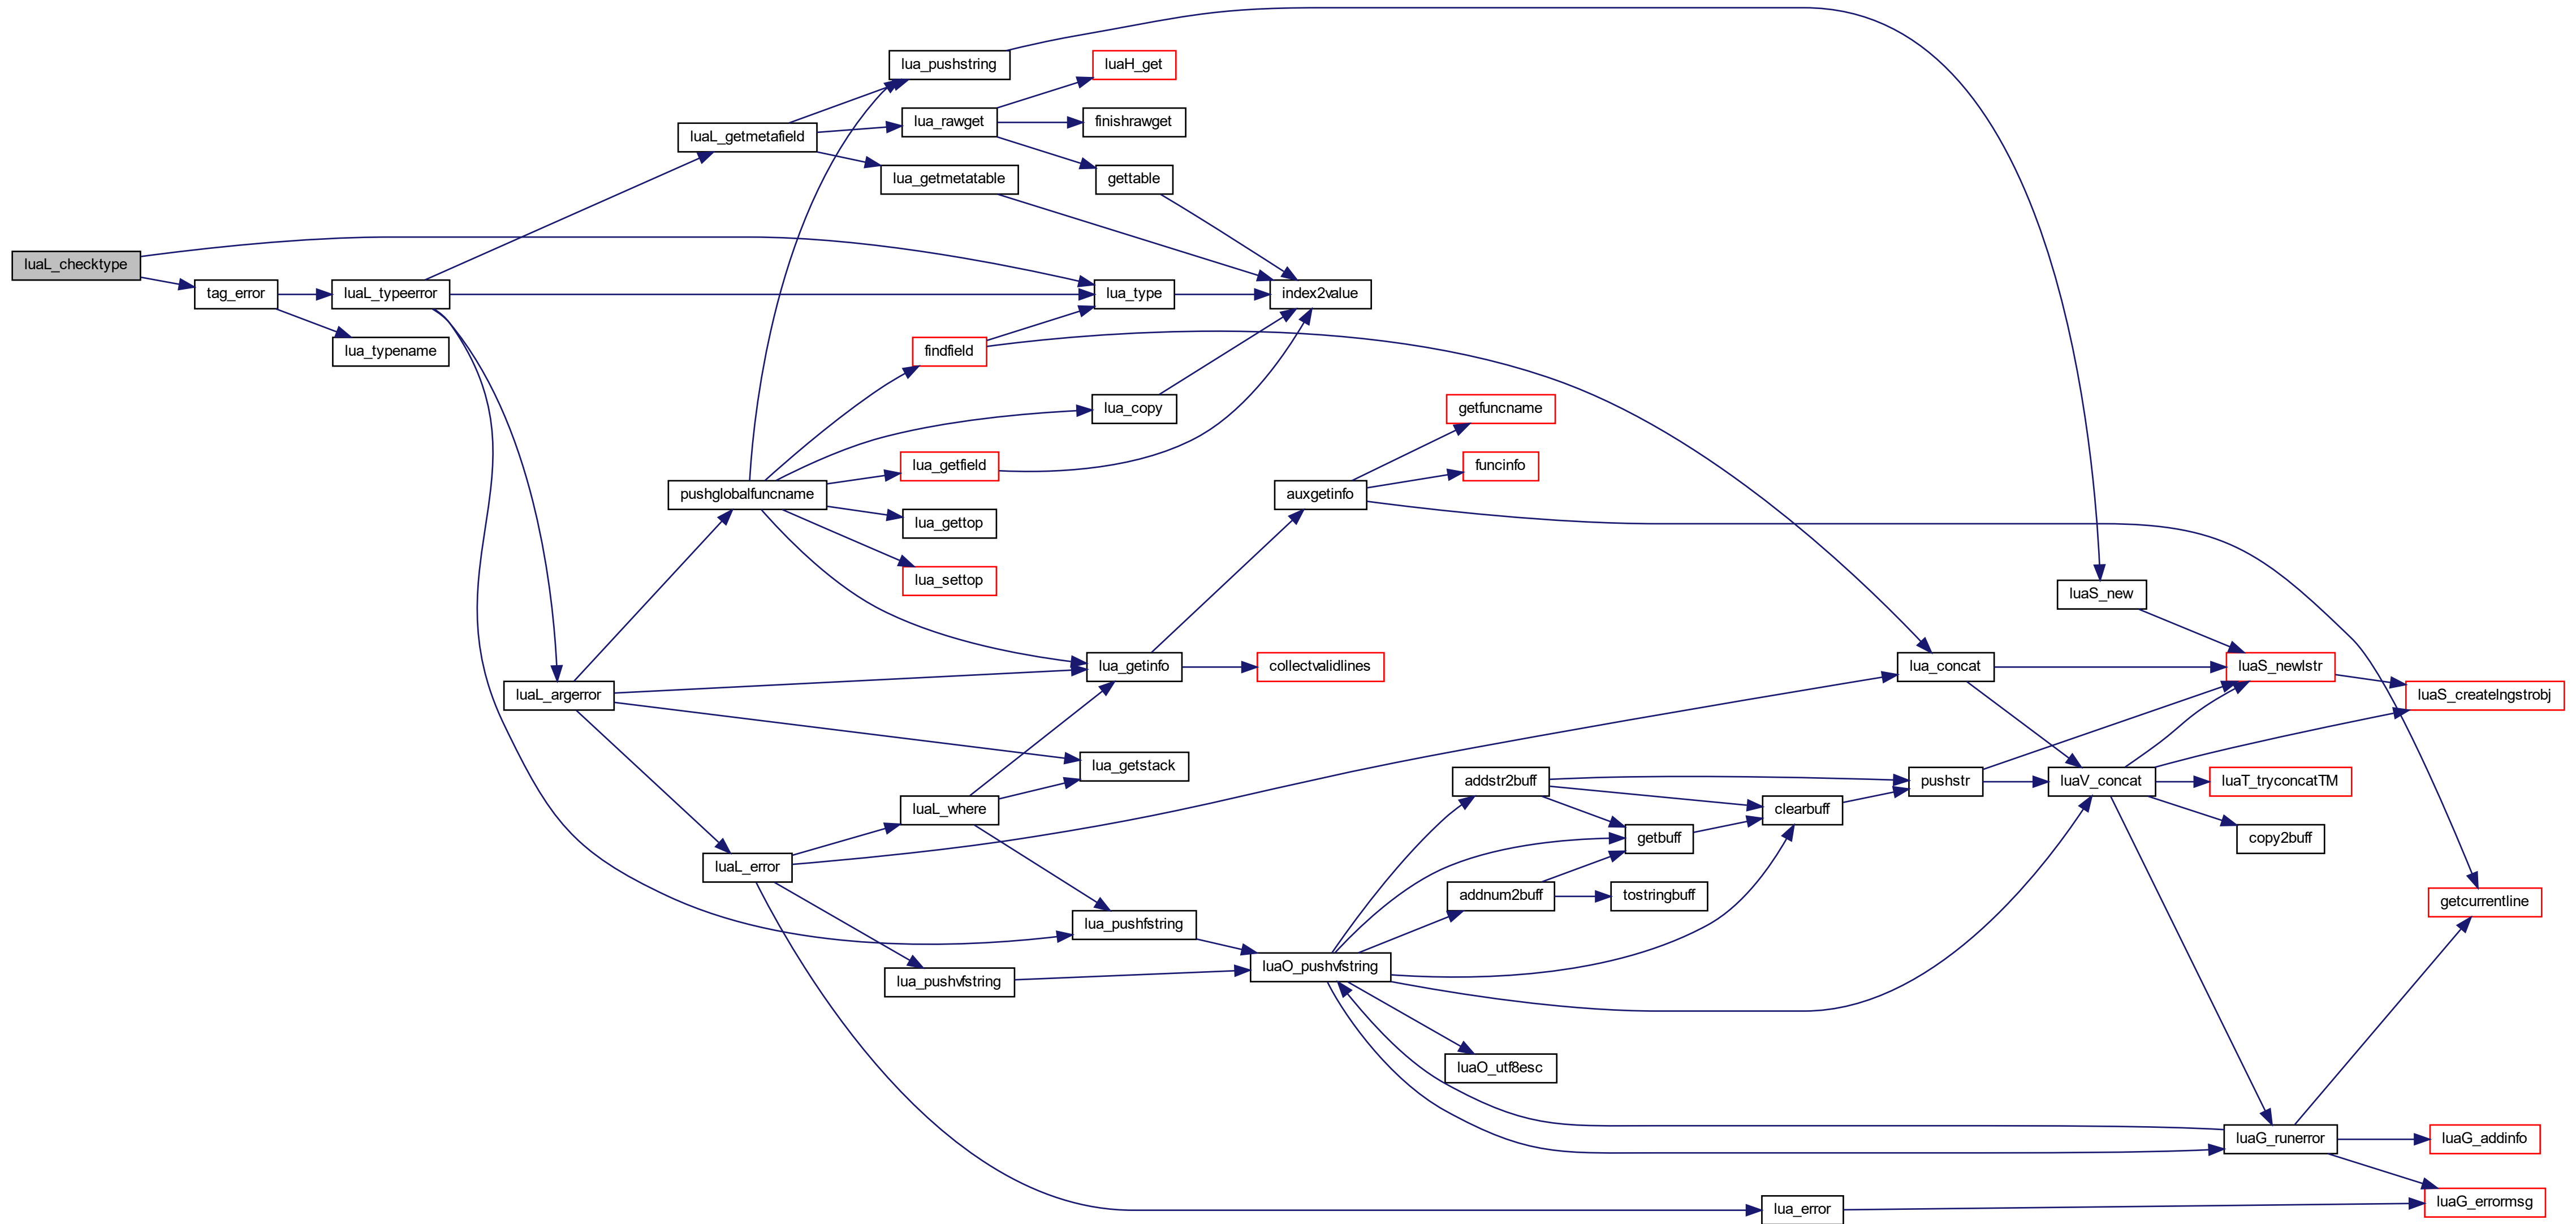 lua_pushstring
luaH_get
luaL_getmetafield
lua_rawget
finishrawget
lua_getmetatable
gettable
luaL_checktype
tag_error
luaL_typeerror
lua_type
index2value
lua_typename
findfield
lua_copy
getfuncname
lua_getfield
funcinfo
pushglobalfuncname
auxgetinfo
lua_gettop
lua_settop
luaS_new
lua_getinfo
collectvalidlines
lua_concat
luaS_newlstr
luaL_argerror
luaS_createlngstrobj
lua_getstack
addstr2buff
pushstr
luaV_concat
luaT_tryconcatTM
luaL_where
clearbuff
getbuff
copy2buff
luaL_error
addnum2buff
tostringbuff
getcurrentline
lua_pushfstring
luaO_pushvfstring
lua_pushvfstring
luaO_utf8esc
luaG_runerror
luaG_addinfo
luaG_errormsg
lua_error